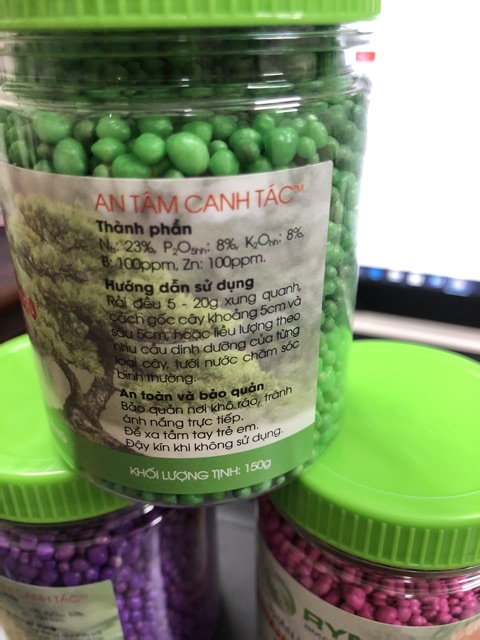 AN TÂM CANH TÁC™
Thành phần
Nts: 23%, P2O5hh: 8%, K2Ohh: 8%,
B: 100ppm, Zn: 100ppm.
Hướng dẫn sử dụng
Rải đều 5 - 20g xung quanh,
cách gốc cây khoảng 5cm và
sâu 5cm, hoặc liều lượng theo
nhu cầu dinh dưỡng của từng
loại cây, tưới nước chăm sóc
bình thường.
An toàn và bảo quản
Bảo quản nơi khô ráo, tránh
ánh nắng trực tiếp.
Để xa tầm tay trẻ em.
Đậy kín khi không sử dụng.
KHỐI LƯỢNG TỊNH: 150g
CANH TÁC
RYN